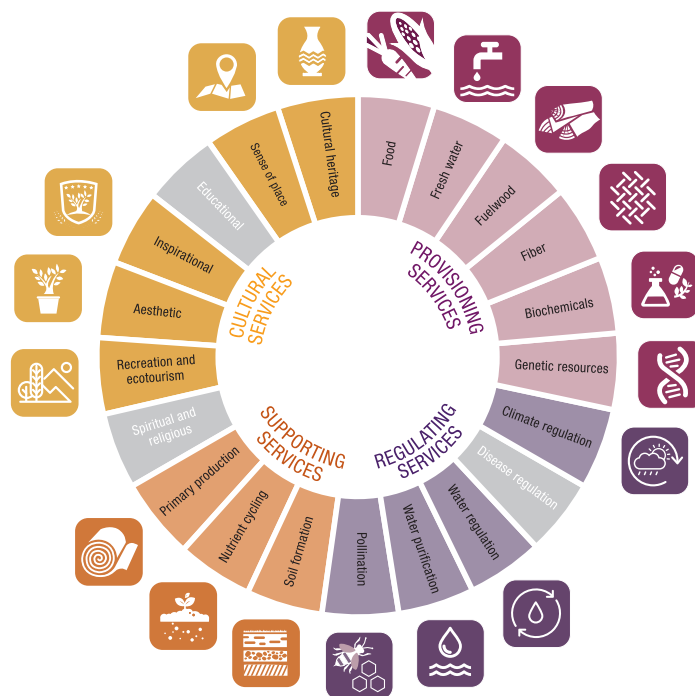 Food
Fresh water
Fuelwood
Fiber
Biochemicals
Genetic resources
Climate regulation
Disease regulation
Water regulation
Water purification
Pollination
Soil formation
Nutrient cycling
Primary production
Spiritual and
religious
Recreation and
ecotourism
Aesthetic
Inspirational
Educational
Sense of place
Cultural heritage
PROVISIONING
SERVICES
REGULATING
SERVICES
SUPPORTING
SERVICES
CULTURAL
SERVICES